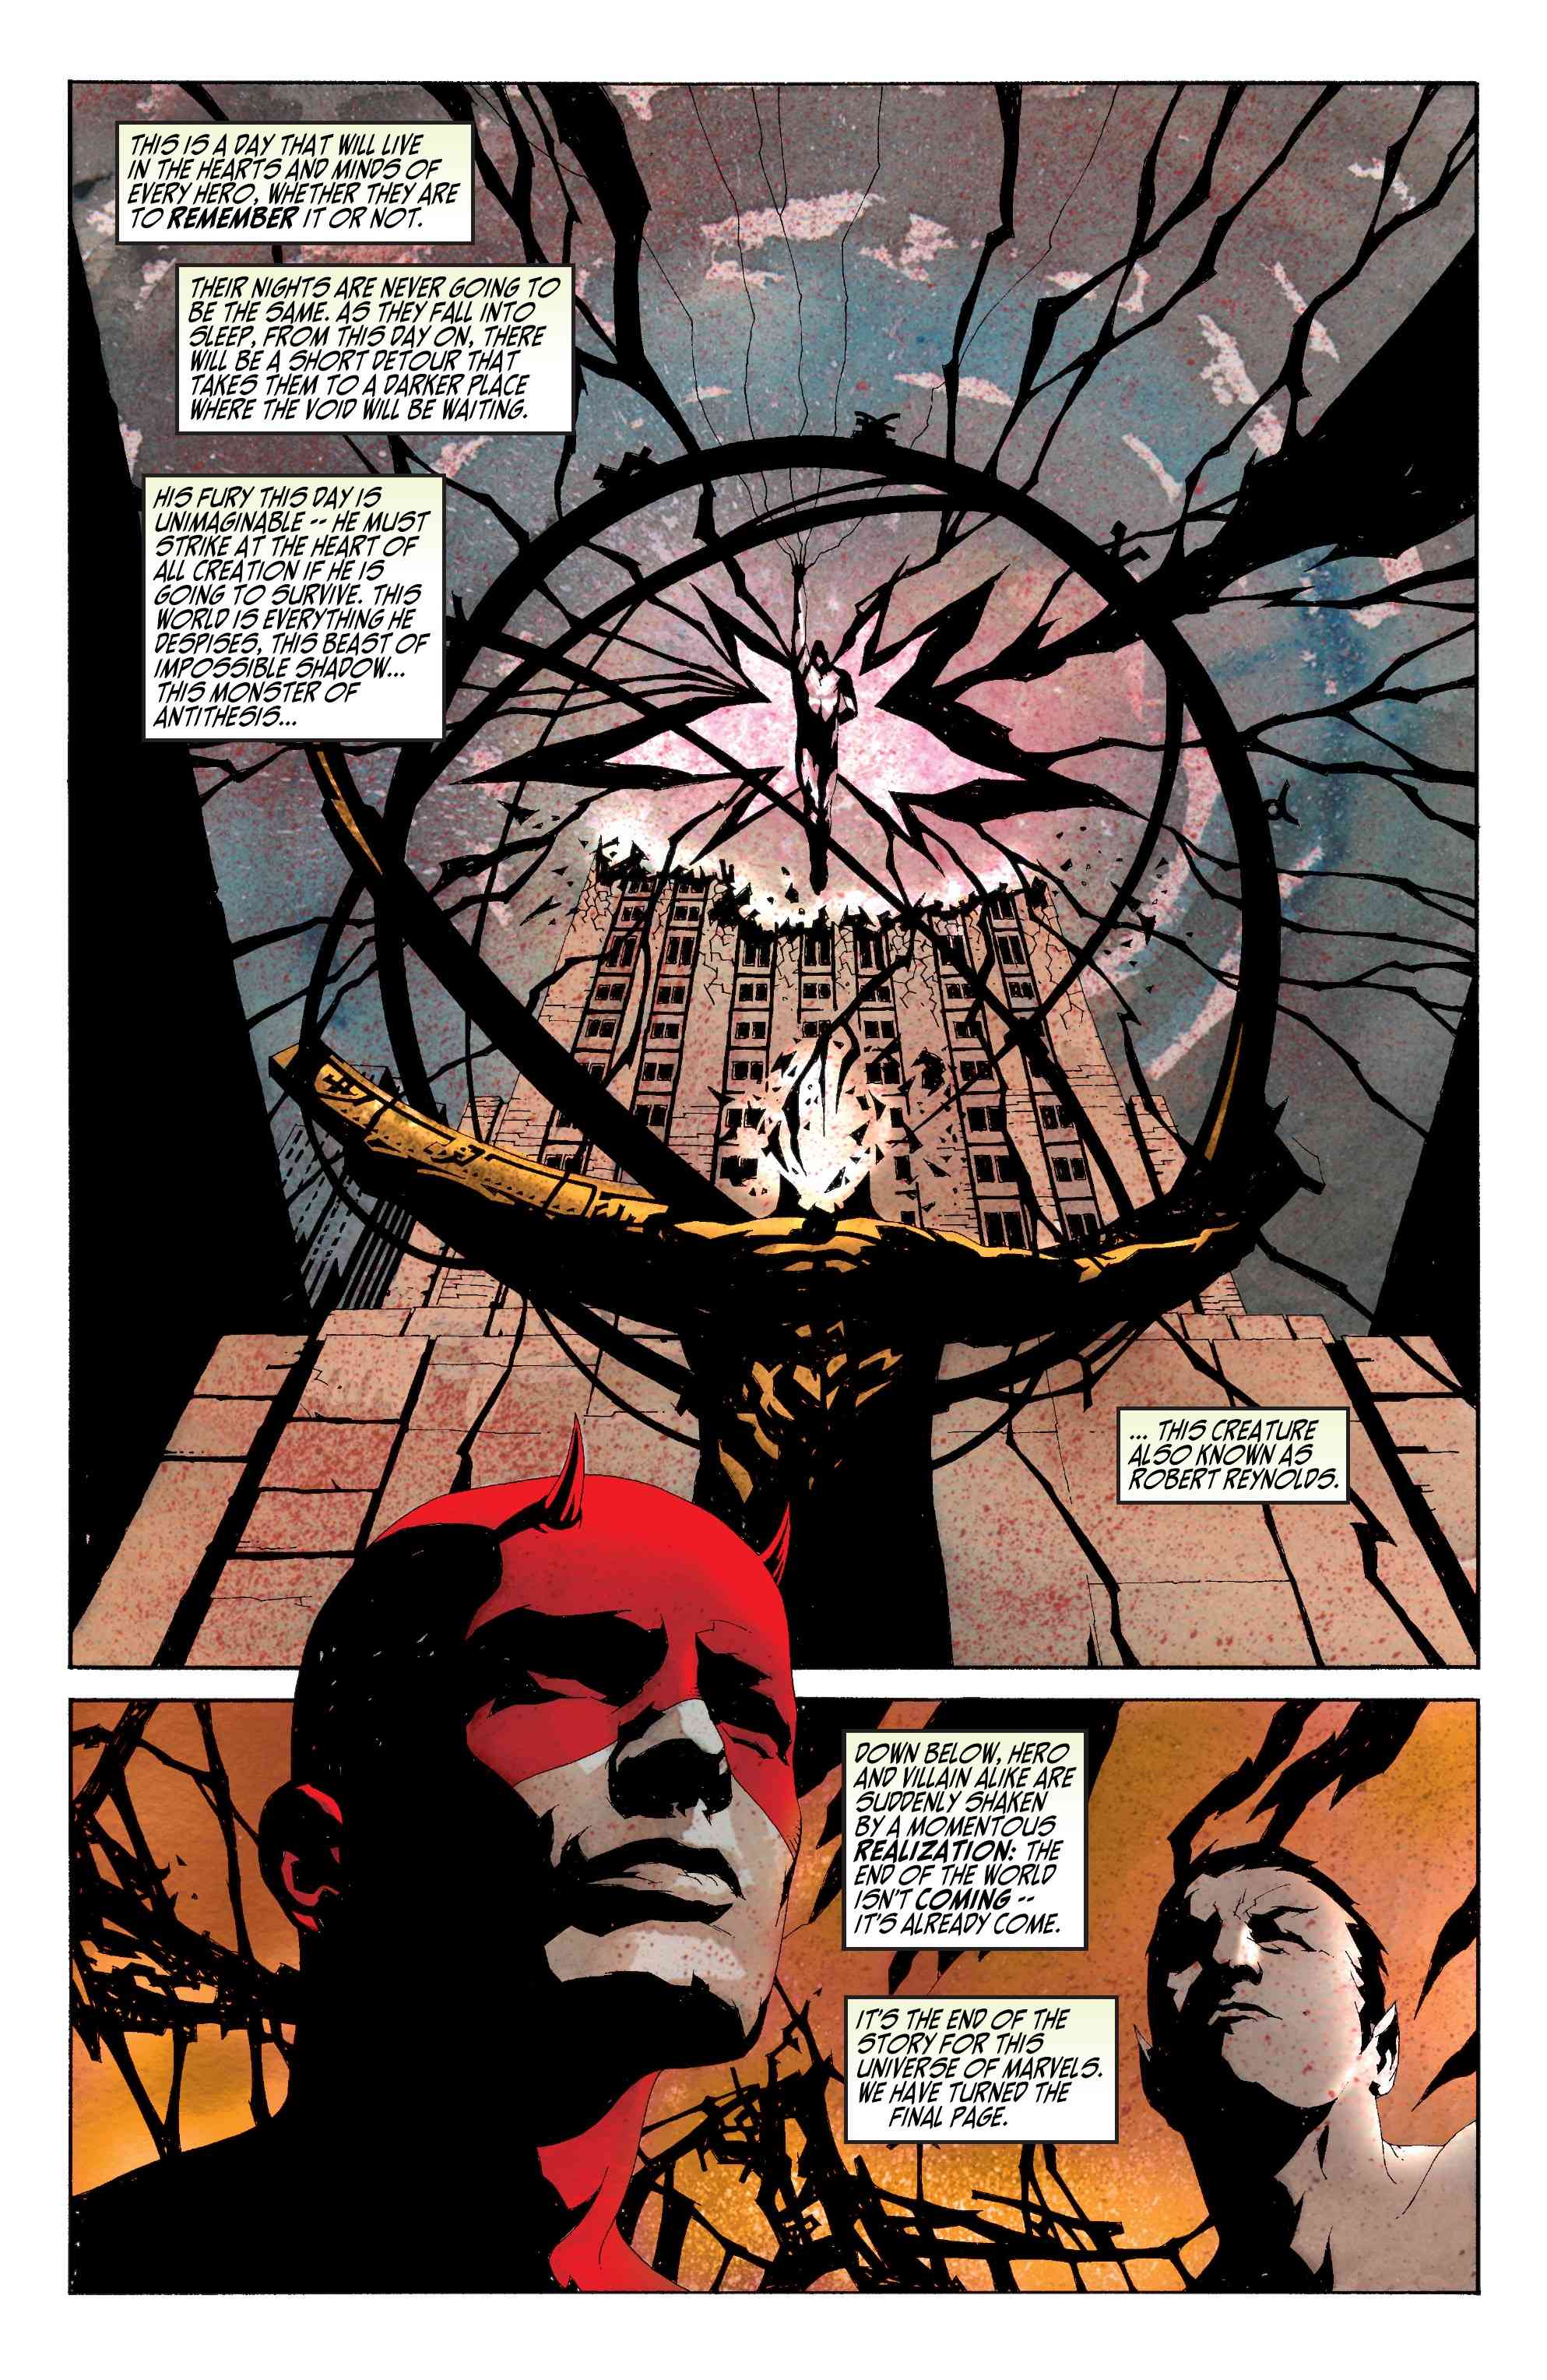 THIS IS A DAY THAT WILL LIVE
IN THE HEARTS AND MINDS OF
EVERY HERO, WHETHER THEY ARE
TO REMEMBER IT OR NOT.
THEIR NIGHTS ARE NEVER GOING TO
BE THE SAME. AS THEY FALL INTO
SLEEP, FROM THIS DAY ON, THERE
WILL BE A SHORT DETOUR THAT
TAKES THEM TO A DARKER PLACE
WHERE THE VOID WILL BE WAITING.
HIS FURY THIS DAY IS
UNIMAGINABLE -- HE MUST
STRIKE AT THE HEART OF
ALL CREATION IF HE IS
GOING TO SURVIVE. THIS
WORLD IS EVERYTHING HE
DESPISES, THIS BEAST OF
IMPOSSIBLE SHADOW...
THIS MONSTER OF
ANTITHESIS...
... THIS CREATURE
ALSO KNOWN AS
ROBERT REYNOLDS.
DOWN BELOW, HERO
AND VILLAIN ALIKE ARE
SUDDENLY SHAKEN
BY A MOMENTOUS
REALIZATION: THE
END OF THE WORLD
ISN'T COMING --
IT'S ALREADY COME.
IT'S THE END OF THE
STORY FOR THIS
UNIVERSE OF MARVELS.
WE HAVE TURNED THE
FINAL PAGE.